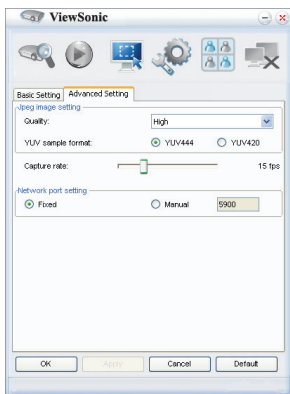 ViewSonic
Basic Setting Advanced Setting
Jpeg image setting
Quality: High
YUV sample format: YUV444 YUV420
Capture rate: 15 fps
Network port setting
Fixed Manual 5900
OK Apply Cancel Default